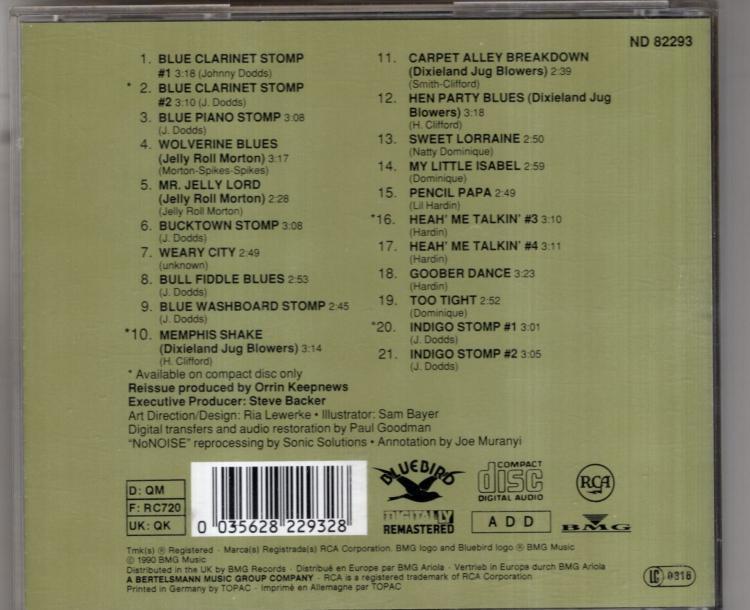 ND 82293
1. BLUE CLARINET STOMP
#1 3:18 (Johnny Dodds)
* 2. BLUE CLARINET STOMP
#2 3:10 (J. Dodds)
3. BLUE PIANO STOMP 3:08
(J. Dodds)
4. WOLVERINE BLUES
(Jelly Roll Morton) 3:17
(Morton-Spikes-Spikes)
5. MR. JELLY LORD
(Jelly Roll Morton) 2:28
(Jelly Roll Morton)
6. BUCKTOWN STOMP 3:08
(J. Dodds)
7. WEARY CITY 2:49
(unknown)
8. BULL FIDDLE BLUES 2:53
(J. Dodds)
9. BLUE WASHBOARD STOMP 2:45
(J. Dodds)
*10. MEMPHIS SHAKE
(Dixieland Jug Blowers) 3:14
(H. Clifford)
11. CARPET ALLEY BREAKDOWN
(Dixieland Jug Blowers) 2:39
(Smith-Clifford)
12. HEN PARTY BLUES (Dixieland Jug
Blowers) 3:18
(H. Clifford)
13. SWEET LORRAINE 2:50
(Natty Dominique)
14. MY LITTLE ISABEL 2:59
(Dominique)
15. PENCIL PAPA 2:49
(Lil Hardin)
*16. HEAH' ME TALKIN' #3 3:10
(Hardin)
17. HEAH' ME TALKIN' #4 3:11
(Hardin)
18. GOOBER DANCE 3:23
(Hardin)
19. TOO TIGHT 2:52
(Dominique)
*20. INDIGO STOMP #1 3:01
(J. Dodds)
21. INDIGO STOMP #2 3:05
(J. Dodds)
* Available on compact disc only
Reissue produced by Orrin Keepnews
Executive Producer: Steve Backer
Art Direction/Design: Ria Lewerke • Illustrator: Sam Bayer
Digital transfers and audio restoration by Paul Goodman
"NoNOISE" reprocessing by Sonic Solutions • Annotation by Joe Muranyi
D: QM
F: RC720
UK: QK
0 035628 229328
BLUEBIRD
DIGITALLY
REMASTERED
COMPACT
disc
DIGITAL AUDIO
ADD
RCA
BMG
Tmk(s) ® Registered · Marca(s) Registrada(s) RCA Corporation. BMG logo and Bluebird logo ® BMG Music
© 1990 BMG Music
Distributed in the UK by BMG Records · Distribué en Europe par BMG Ariola · Vertrieb in Europa durch BMG Ariola
A BERTELSMANN MUSIC GROUP COMPANY · RCA is a registered trademark of RCA Corporation
Printed in Germany by TOPAC · Imprimé en Allemagne par TOPAC
LC 0316